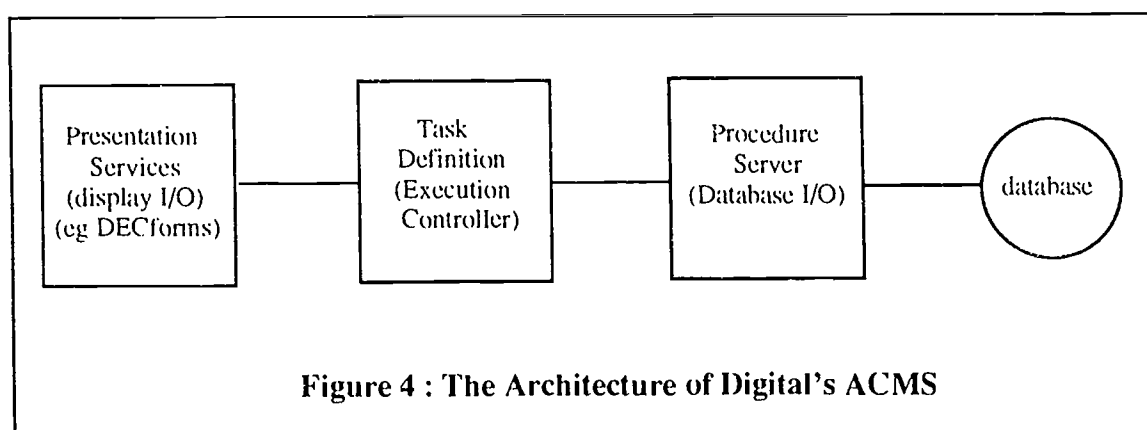 Presentation
Services
(display I/O)
(eg DECforms)
Task
Definition
(Execution
Controller)
Procedure
Server
(Database I/O)
database
Figure 4 : The Architecture of Digital's ACMS